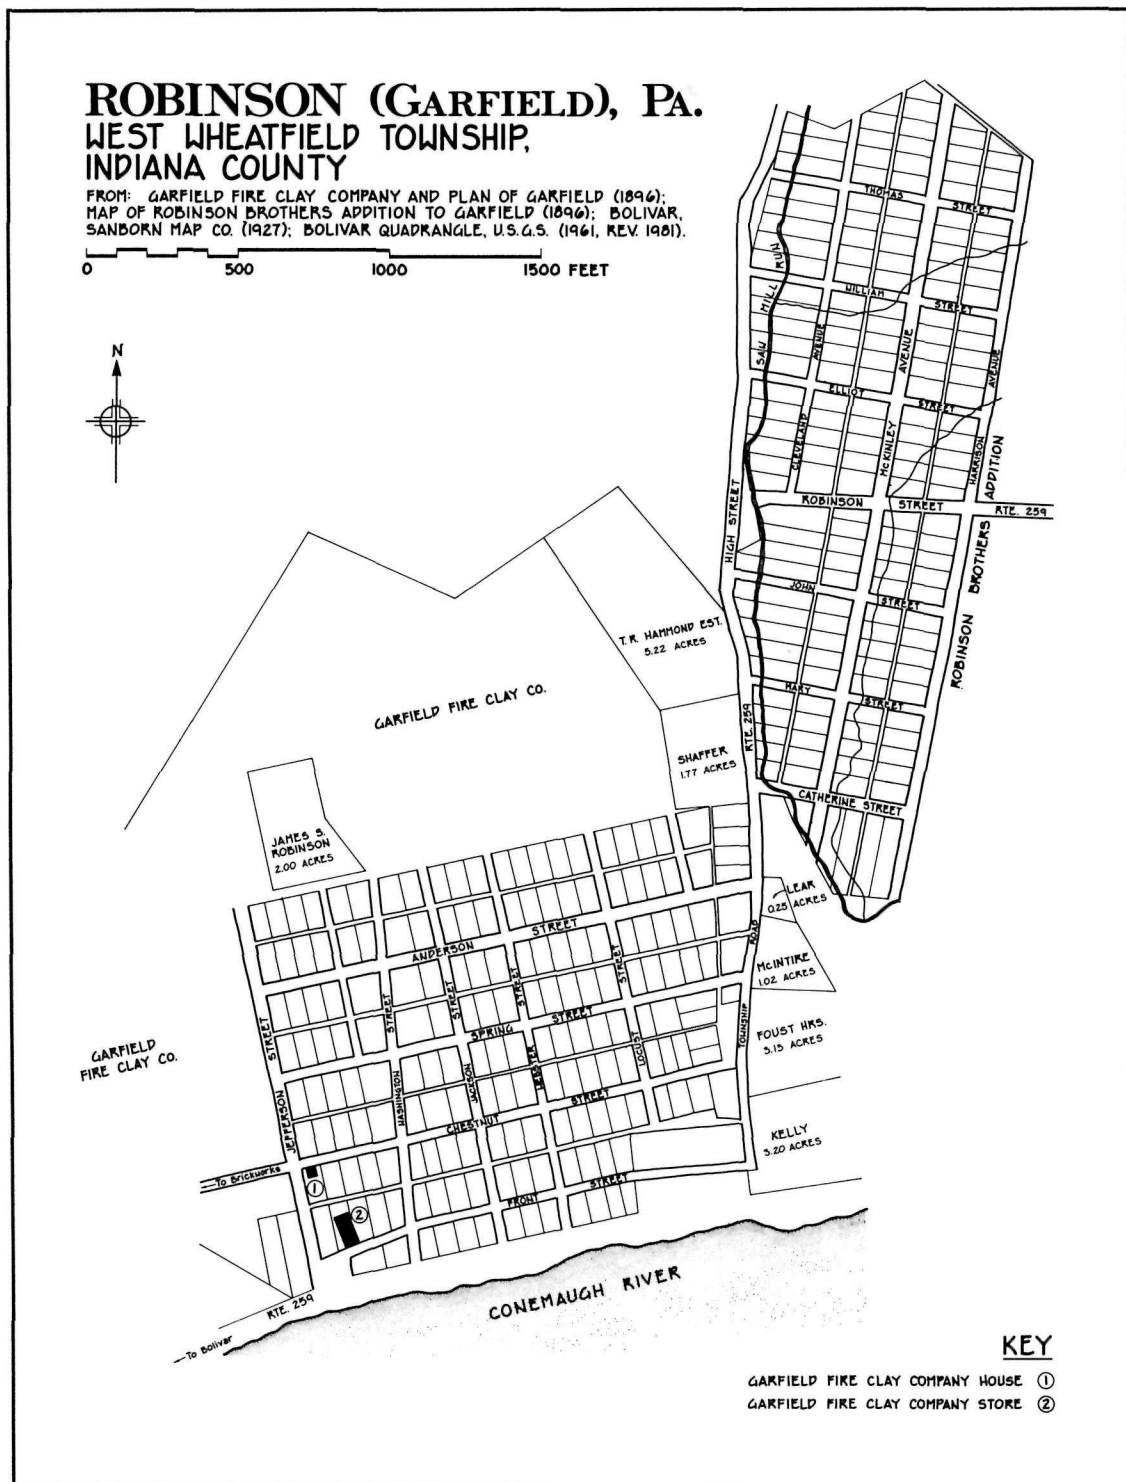 ROBINSON (GARFIELD), PA.
WEST WHEATFIELD TOWNSHIP,
INDIANA COUNTY
FROM: GARFIELD FIRE CLAY COMPANY AND PLAN OF GARFIELD (1896);
MAP OF ROBINSON BROTHERS ADDITION TO GARFIELD (1896); BOLIVAR,
SANBORN MAP CO. (1927); BOLIVAR QUADRANGLE, U.S.G.S. (1961, REV. 1981).
0 500 1000 1500 FEET
N
THOMAS STREET
SAW MILL RUN
WILLIAM STREET
CLEVELAND AVENUE
MCKINLEY AVENUE
HARRISON AVENUE
ELLIOT STREET
ROBINSON STREET
RTE. 259
HIGH STREET
ROBINSON BROTHERS ADDITION
JOHN STREET
MARY STREET
RTE. 259
CATHERINE STREET
T. R. HAMMOND EST.
5.22 ACRES
GARFIELD FIRE CLAY CO.
SHAFFER
1.77 ACRES
JAMES S.
ROBINSON
2.00 ACRES
LEAR
0.25 ACRES
MCINTIRE
1.02 ACRES
FOUST HRS.
3.15 ACRES
KELLY
3.20 ACRES
TOWNSHIP ROAD
ANDERSON STREET
SPRING STREET
CHESTNUT STREET
FRONT STREET
JEFFERSON STREET
WASHINGTON STREET
JACKSON STREET
WEBSTER STREET
LOCUST STREET
GARFIELD
FIRE CLAY CO.
To Brickworks
1
2
RTE. 259
To Bolivar
CONEMAUGH RIVER
KEY
GARFIELD FIRE CLAY COMPANY HOUSE 1
GARFIELD FIRE CLAY COMPANY STORE 2